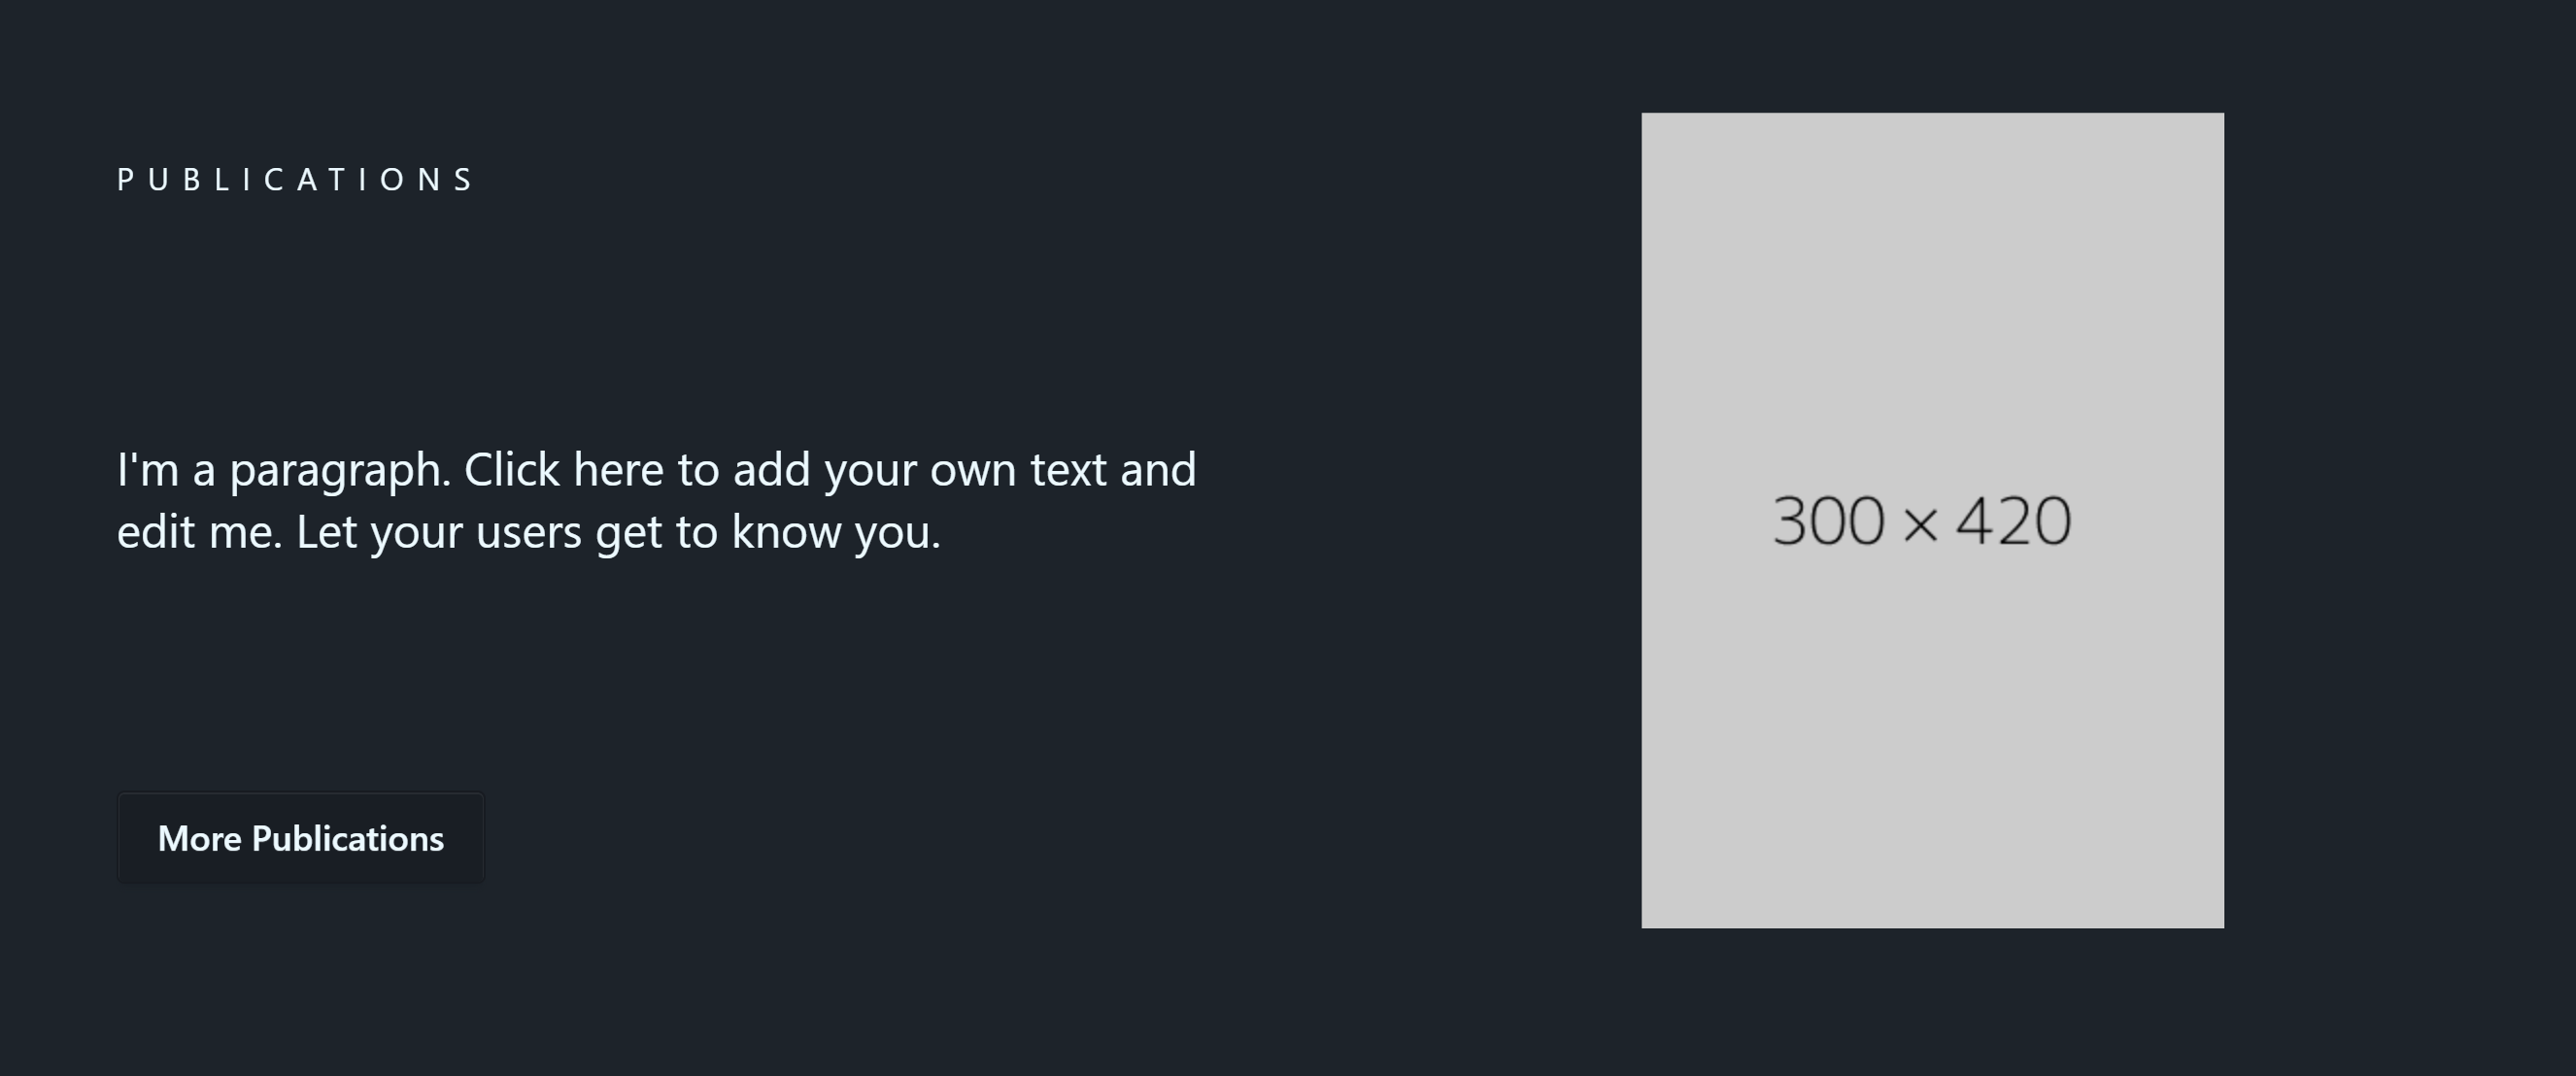 PUBLICATIONS
I'm a paragraph. Click here to add your own text and
edit me. Let your users get to know you.
More Publications
300 × 420